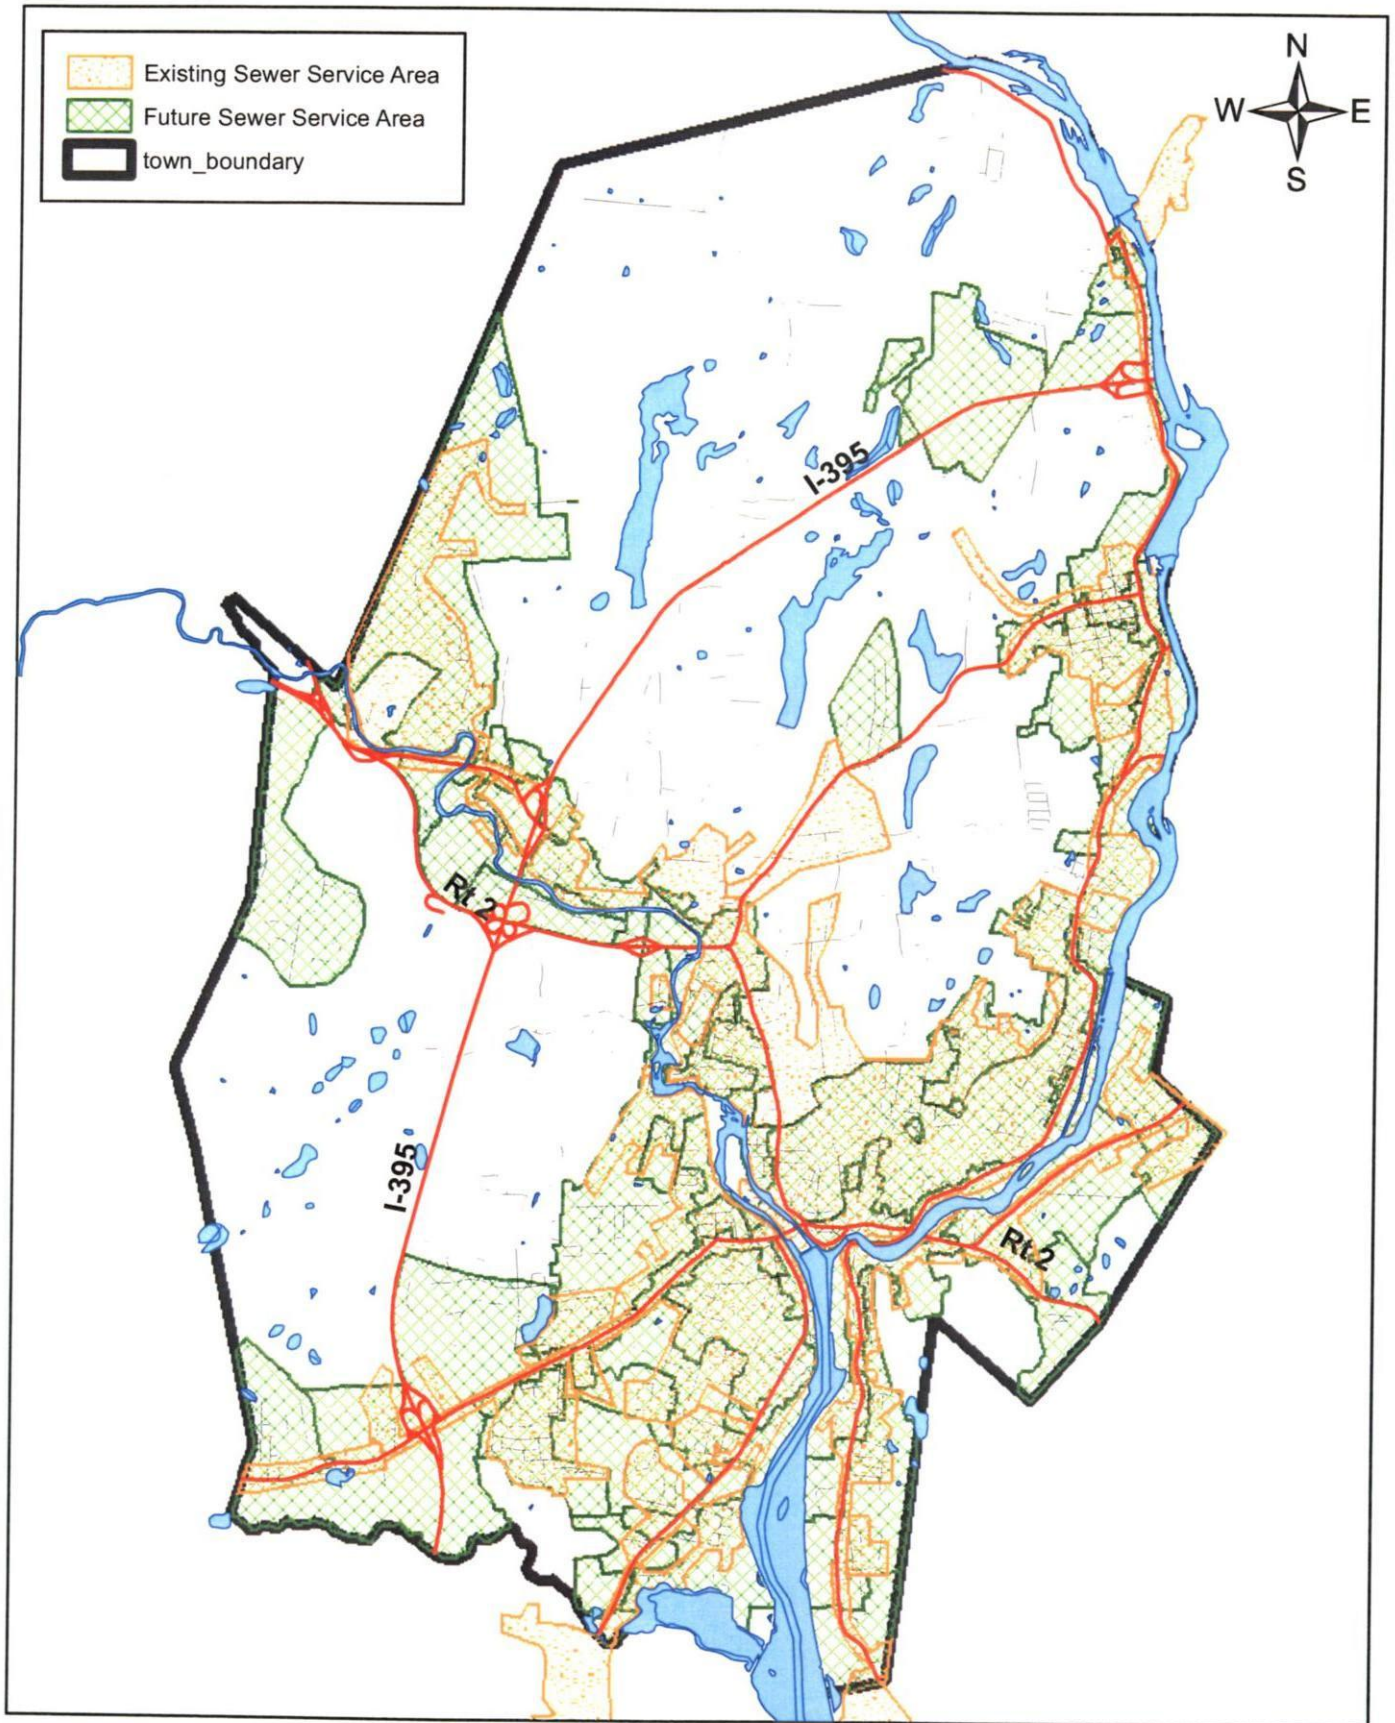 Existing Sewer Service Area
Future Sewer Service Area
town_boundary
N
W E
S
I-395
Rt 2
I-395
Rt 2